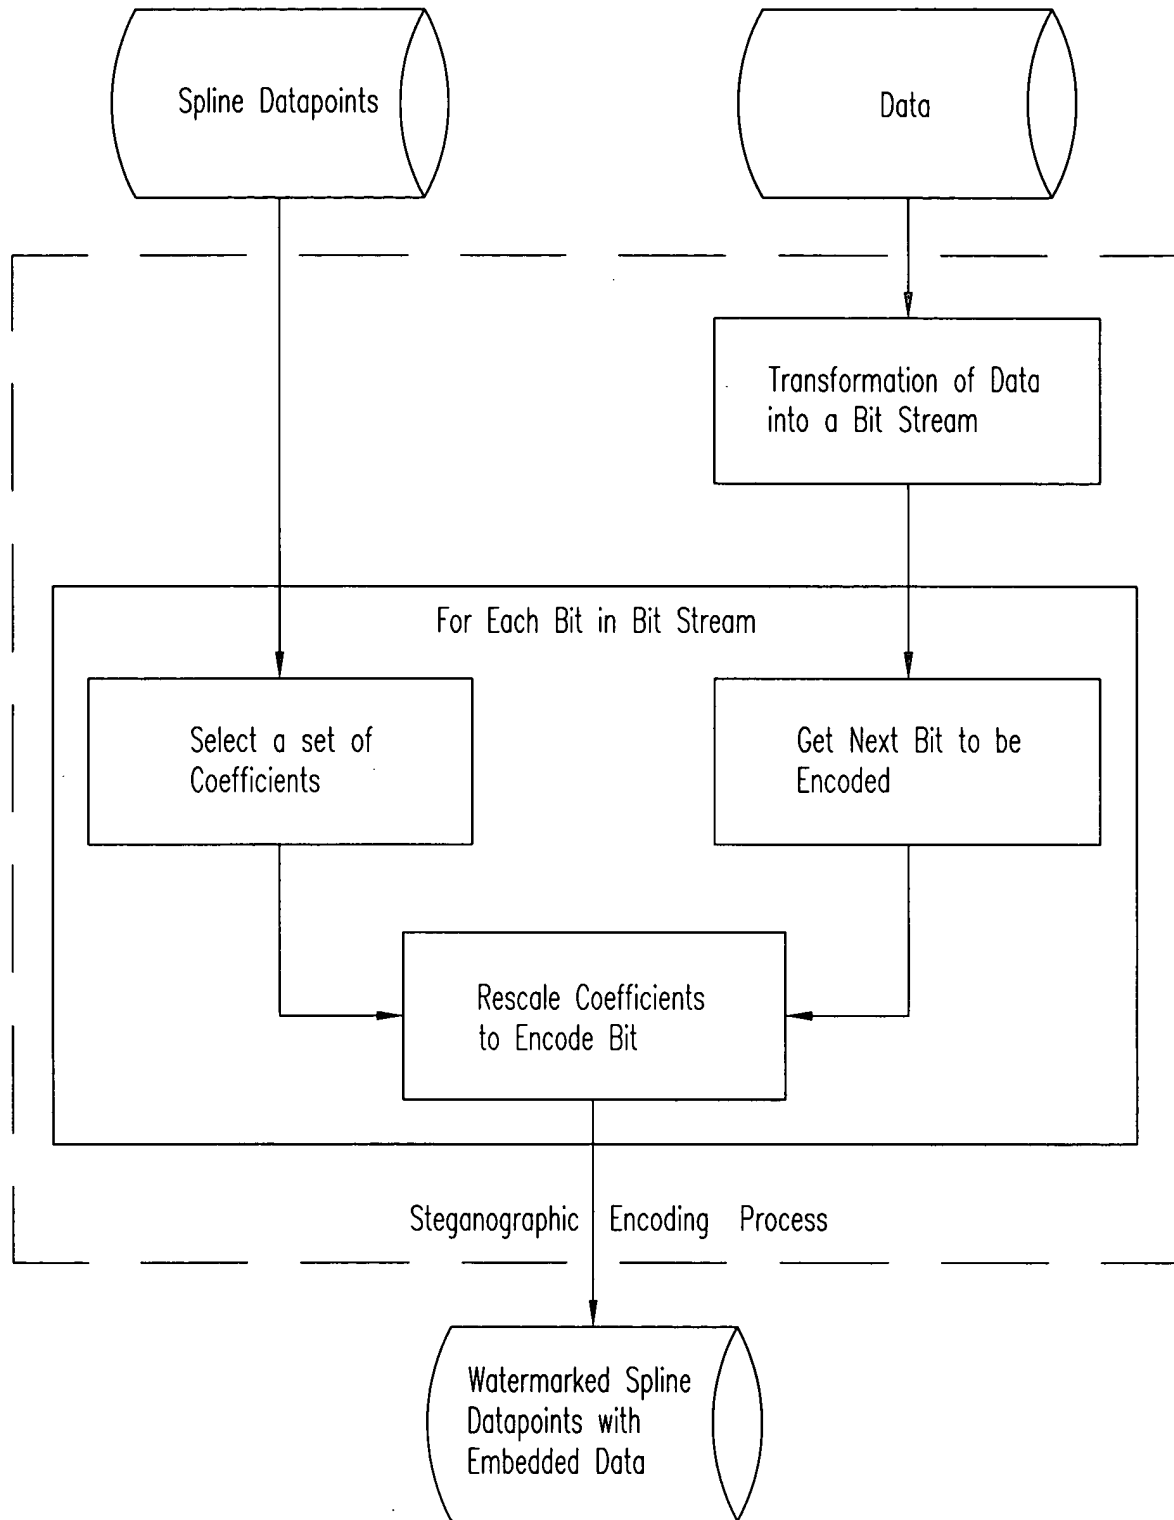 Spline Datapoints
Data
Transformation of Data
into a Bit Stream
For Each Bit in Bit Stream
Select a set of
Coefficients
Get Next Bit to be
Encoded
Rescale Coefficients
to Encode Bit
Steganographic Encoding Process
Watermarked Spline
Datapoints with
Embedded Data